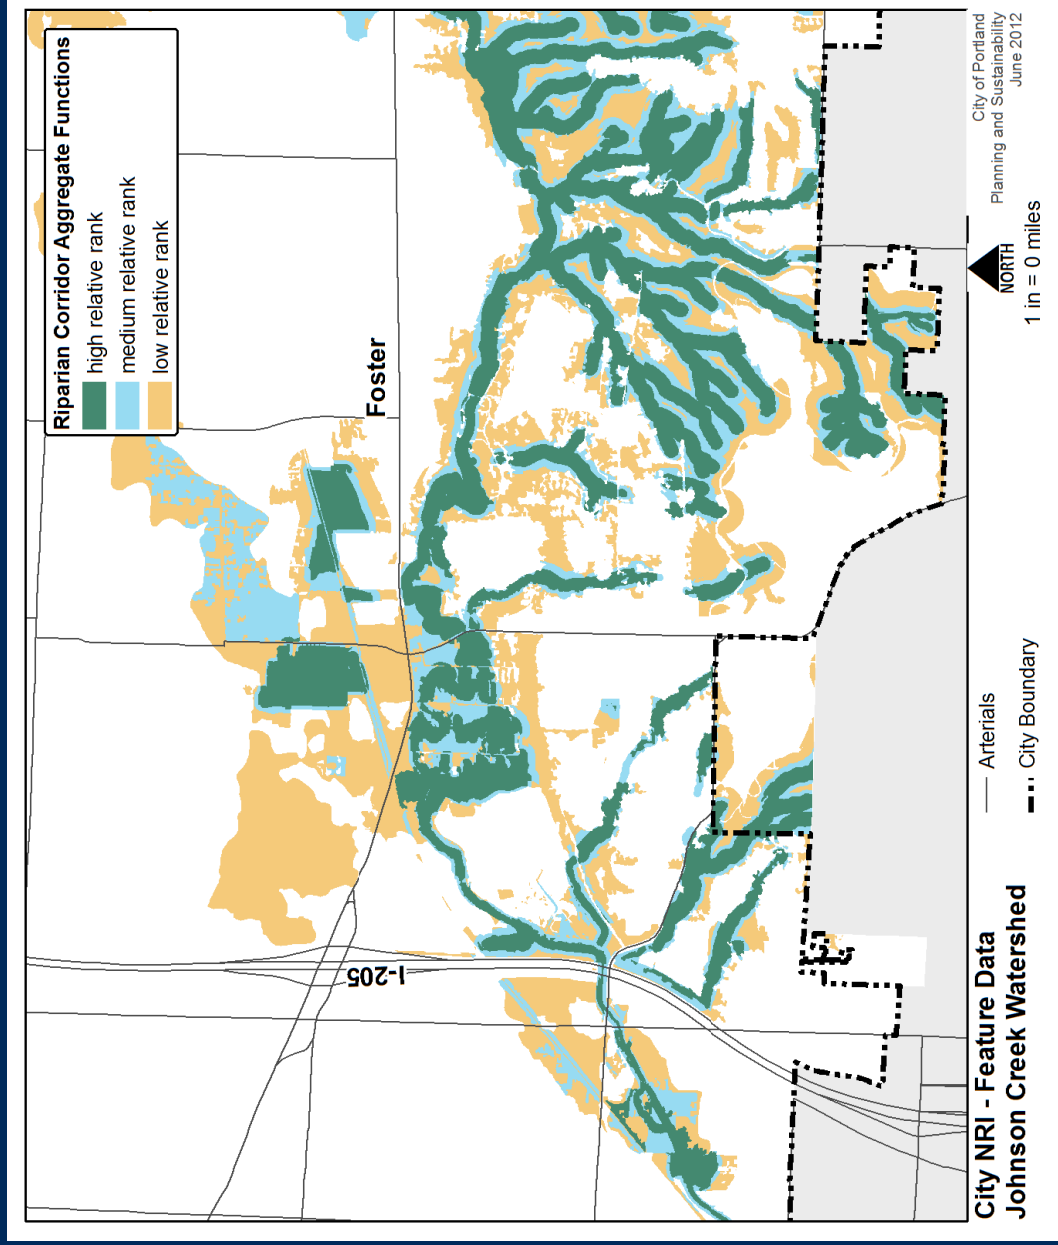 Riparian Corridor Aggregate Functions
high relative rank
medium relative rank
low relative rank
Foster
I-205
City NRI - Feature Data
Johnson Creek Watershed
Arterials
City Boundary
NORTH
1 in = 0 miles
City of Portland
Planning and Sustainability
June 2012